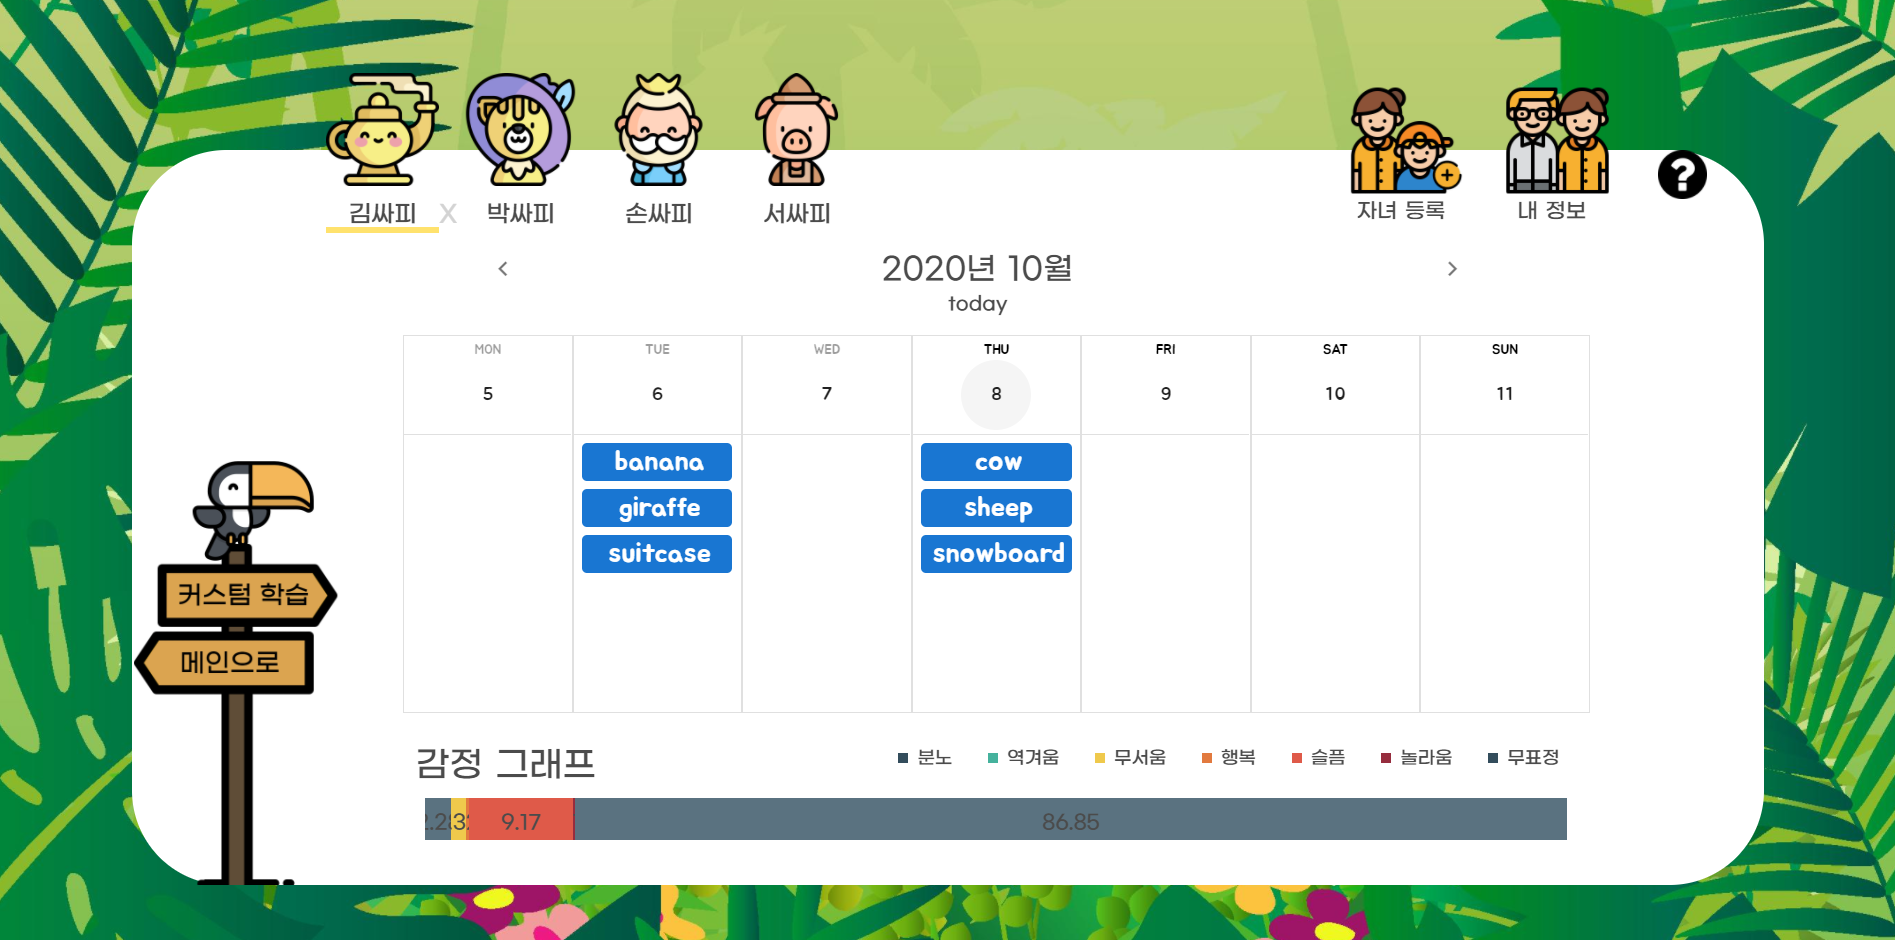 김싸피 X 박싸피 손싸피 서싸피 자녀 등록 내 정보 ?
2020년 10월
today
MON TUE WED THU FRI SAT SUN
5 6 7 8 9 10 11
banana cow
giraffe sheep
suitcase snowboard
커스텀 학습
메인으로
감정 그래프 분노 역겨움 무서움 행복 슬픔 놀라움 무표정
9.17 86.85